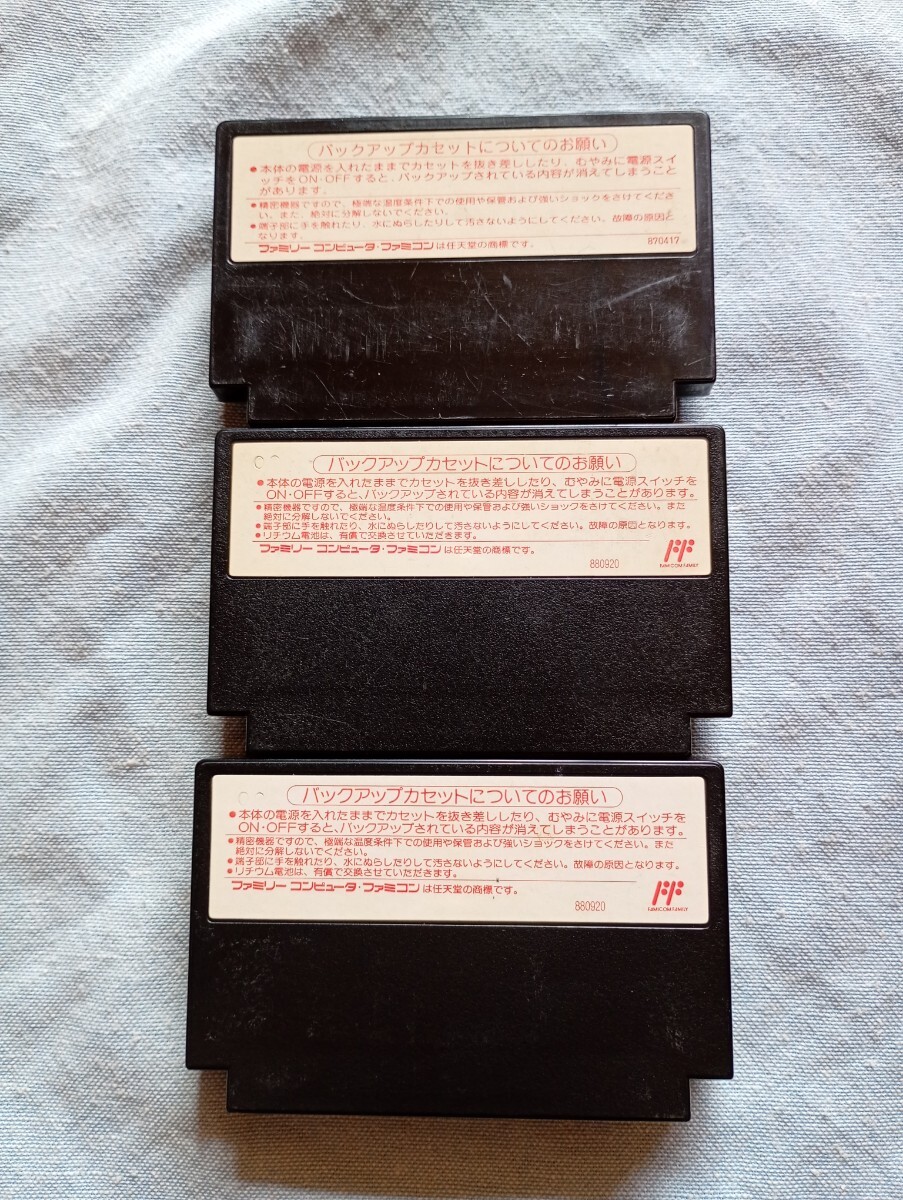 バックアップカセットについてのお願い
●本体の電源を入れたままでカセットを抜き差ししたり、むやみに電源スイ
ッチをON・OFFすると、バックアップされている内容が消えてしまうこと
があります。
●精密機器ですので、極端な温度条件下での使用や保管および強いショックをさけてくださ
い。また、絶対に分解しないでください。
●端子部に手を触れたり、水にぬらしたりして汚さないようにしてください。故障の原因と
なります。
ファミリー コンピュータ・ファミコンは任天堂の商標です。
870417
バックアップカセットについてのお願い
●本体の電源を入れたままでカセットを抜き差ししたり、むやみに電源スイッチを
ON・OFFすると、バックアップされている内容が消えてしまうことがあります。
●精密機器ですので、極端な温度条件下での使用や保管および強いショックをさけてください。また
絶対に分解しないでください。
●端子部に手を触れたり、水にぬらしたりして汚さないようにしてください。故障の原因となります。
●リチウム電池は、有償で交換させていただきます。
ファミリー コンピュータ・ファミコンは任天堂の商標です。
880920
FAMICOM FAMILY
バックアップカセットについてのお願い
●本体の電源を入れたままでカセットを抜き差ししたり、むやみに電源スイッチを
ON・OFFすると、バックアップされている内容が消えてしまうことがあります。
●精密機器ですので、極端な温度条件下での使用や保管および強いショックをさけてください。また
絶対に分解しないでください。
●端子部に手を触れたり、水にぬらしたりして汚さないようにしてください。故障の原因となります。
●リチウム電池は、有償で交換させていただきます。
ファミリー コンピュータ・ファミコンは任天堂の商標です。
880920
FAMICOM FAMILY